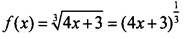 f(x) = ∛(4x+3) = (4x+3)^(1/3)